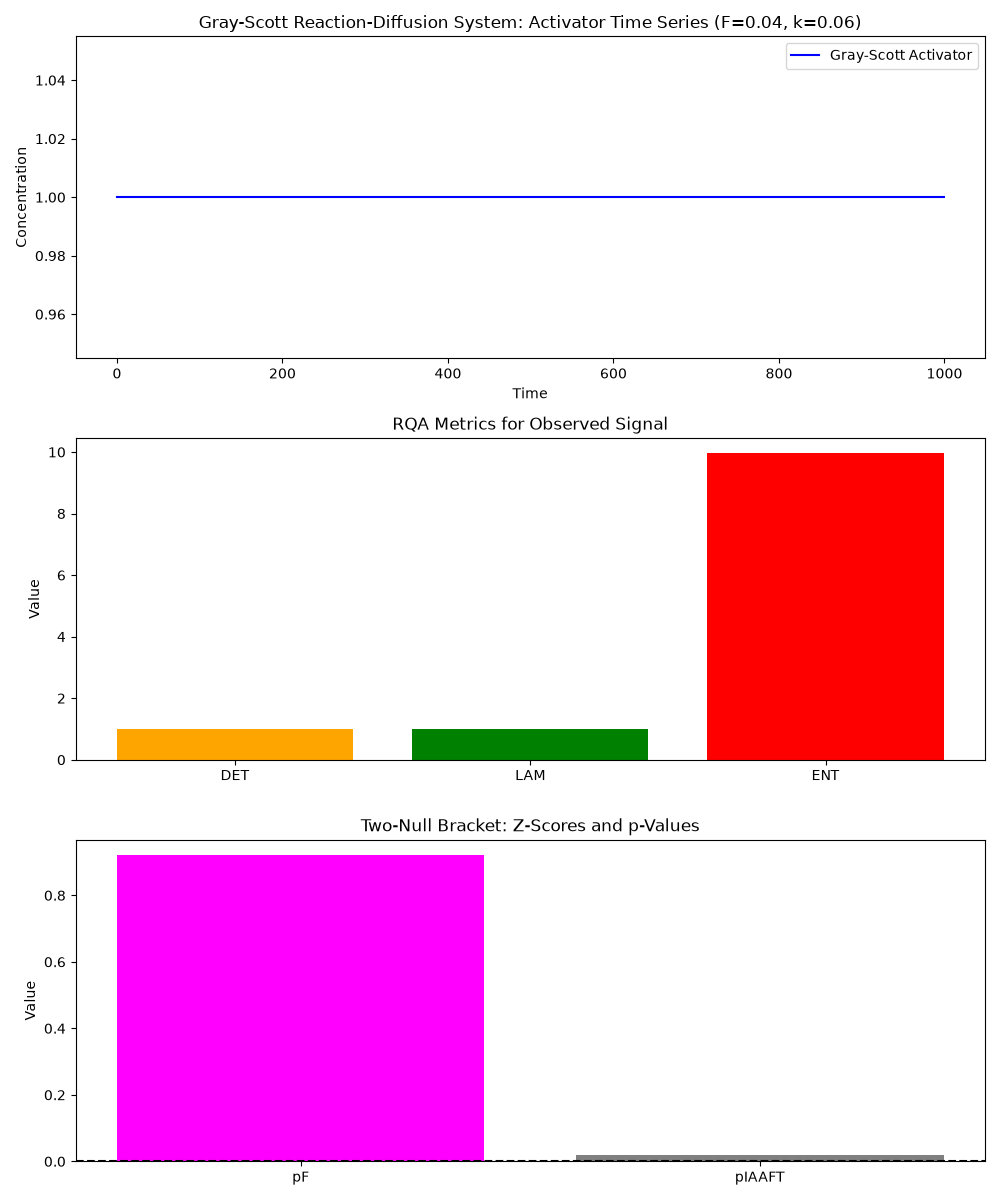 Gray-Scott Reaction-Diffusion System: Activator Time Series (F=0.04, k=0.06)
Gray-Scott Activator
1.04
1.02
1.00
0.98
0.96
Concentration
0 200 400 600 800 1000
Time
RQA Metrics for Observed Signal
10
8
6
4
2
0
Value
DET LAM ENT
Two-Null Bracket: Z-Scores and p-Values
0.8
0.6
0.4
0.2
0.0
Value
pF pIAAFT